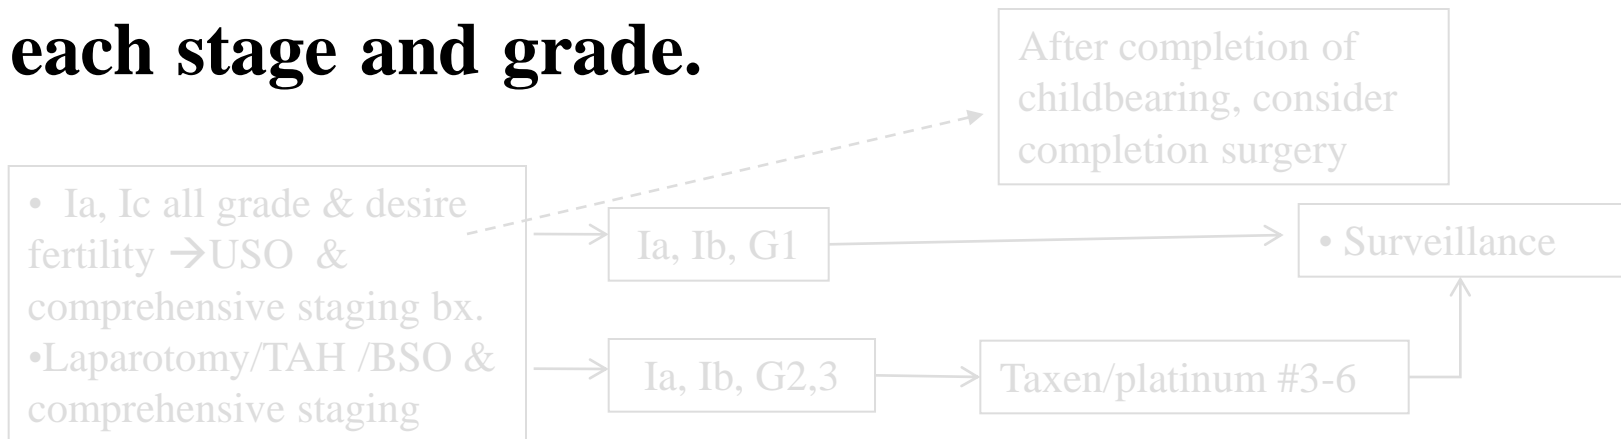 each stage and grade.
After completion of
childbearing, consider
completion surgery
• Ia, Ic all grade & desire
fertility →USO &
comprehensive staging bx.
•Laparotomy/TAH /BSO &
comprehensive staging
Ia, Ib, G1
• Surveillance
Ia, Ib, G2,3
Taxen/platinum #3-6